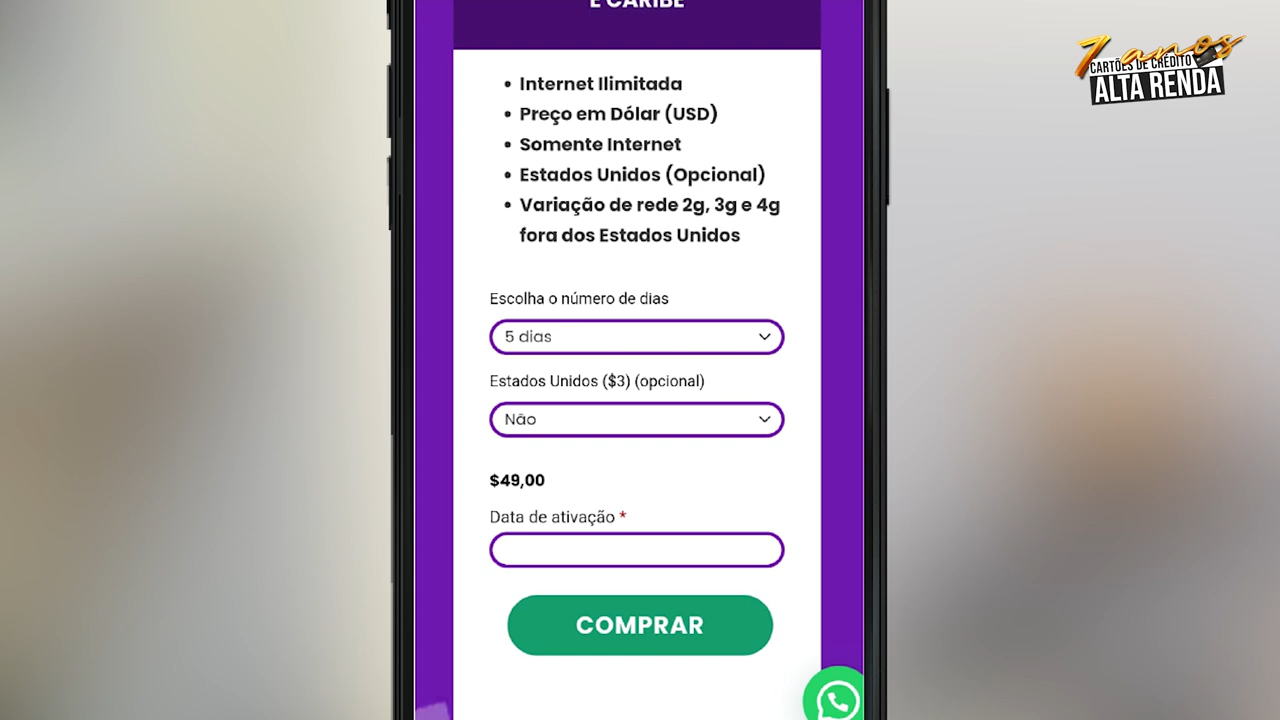 E CARIBE
7 anos
CARTÕES DE CRÉDITO
ALTA RENDA
• Internet Ilimitada
• Preço em Dólar (USD)
• Somente Internet
• Estados Unidos (Opcional)
• Variação de rede 2g, 3g e 4g
fora dos Estados Unidos
Escolha o número de dias
5 dias
Estados Unidos ($3) (opcional)
Não
$49,00
Data de ativação *
COMPRAR